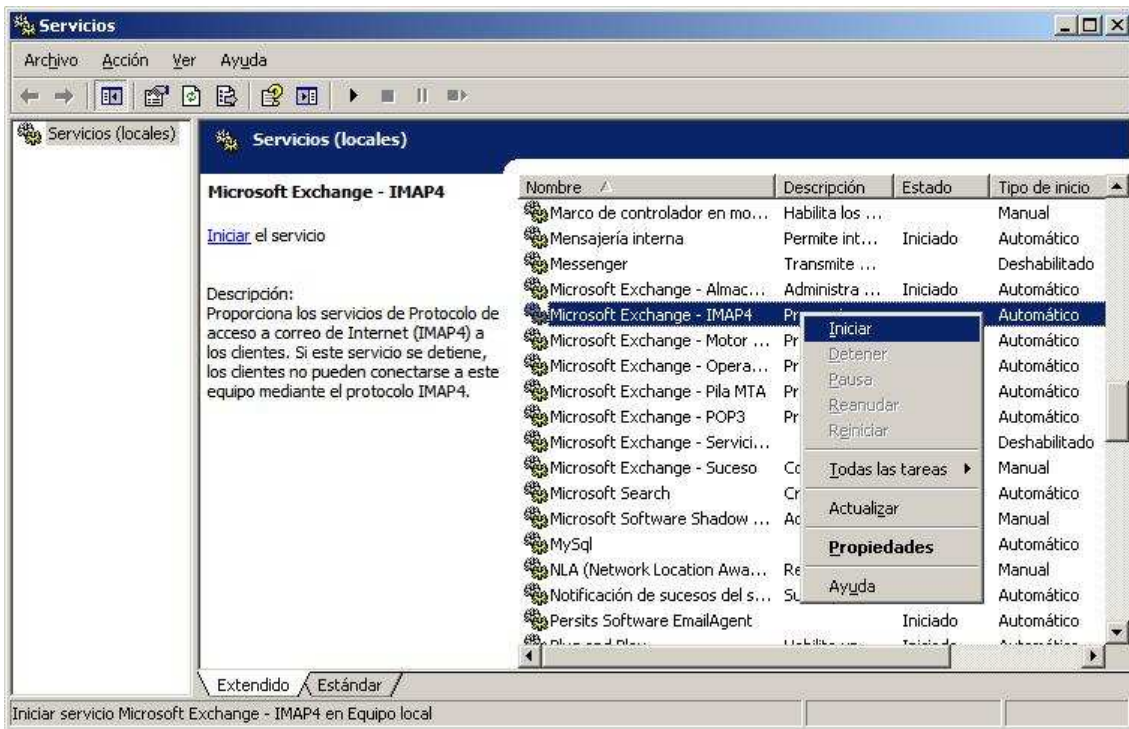 Servicios
Archivo Acción Ver Ayuda
Servicios (locales)
Servicios (locales)
Microsoft Exchange - IMAP4
Iniciar el servicio
Descripción:
Proporciona los servicios de Protocolo de
acceso a correo de Internet (IMAP4) a
los clientes. Si este servicio se detiene,
los clientes no pueden conectarse a este
equipo mediante el protocolo IMAP4.
Nombre Descripción Estado Tipo de inicio
Marco de controlador en mo... Habilita los ... Manual
Mensajería interna Permite int... Iniciado Automático
Messenger Transmite ... Deshabilitado
Microsoft Exchange - Almac... Administra ... Iniciado Automático
Microsoft Exchange - IMAP4 Automático
Microsoft Exchange - Motor ... Pr Automático
Microsoft Exchange - Opera... Pr Automático
Microsoft Exchange - Pila MTA Pr Automático
Microsoft Exchange - POP3 Pr Automático
Microsoft Exchange - Servici... Deshabilitado
Microsoft Exchange - Suceso Co Manual
Microsoft Search Cr Automático
Microsoft Software Shadow ... Ad Manual
MySql Automático
NLA (Network Location Awa... Re Manual
Notificación de sucesos del s... Su Automático
Persits Software EmailAgent Iniciado Automático
Iniciar
Detener
Pausa
Reanudar
Reiniciar
Todas las tareas
Actualizar
Propiedades
Ayuda
Extendido Estándar
Iniciar servicio Microsoft Exchange - IMAP4 en Equipo local